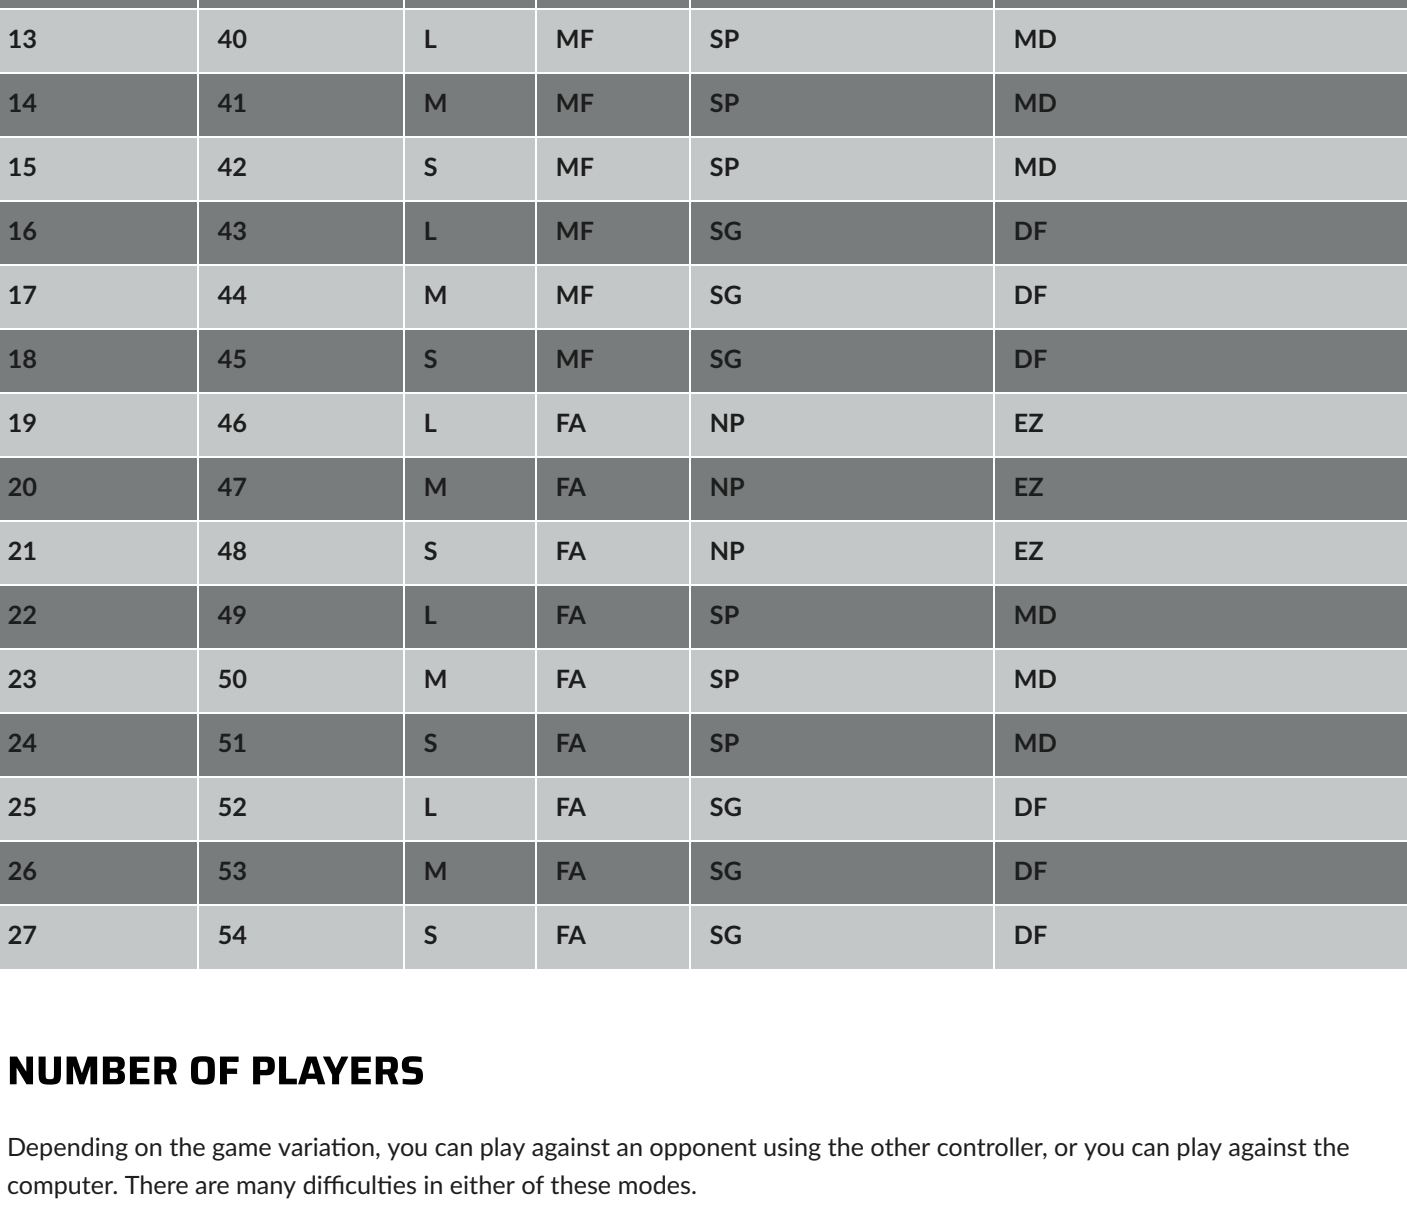 13 40 L MF SP MD
14 41 M MF SP MD
15 42 S MF SP MD
16 43 L MF SG DF
17 44 M MF SG DF
18 45 S MF SG DF
19 46 L FA NP EZ
20 47 M FA NP EZ
21 48 S FA NP EZ
22 49 L FA SP MD
23 50 M FA SP MD
24 51 S FA SP MD
25 52 L FA SG DF
26 53 M FA SG DF
27 54 S FA SG DF
NUMBER OF PLAYERS
Depending on the game variation, you can play against an opponent using the other controller, or you can play against the
computer. There are many difficulties in either of these modes.